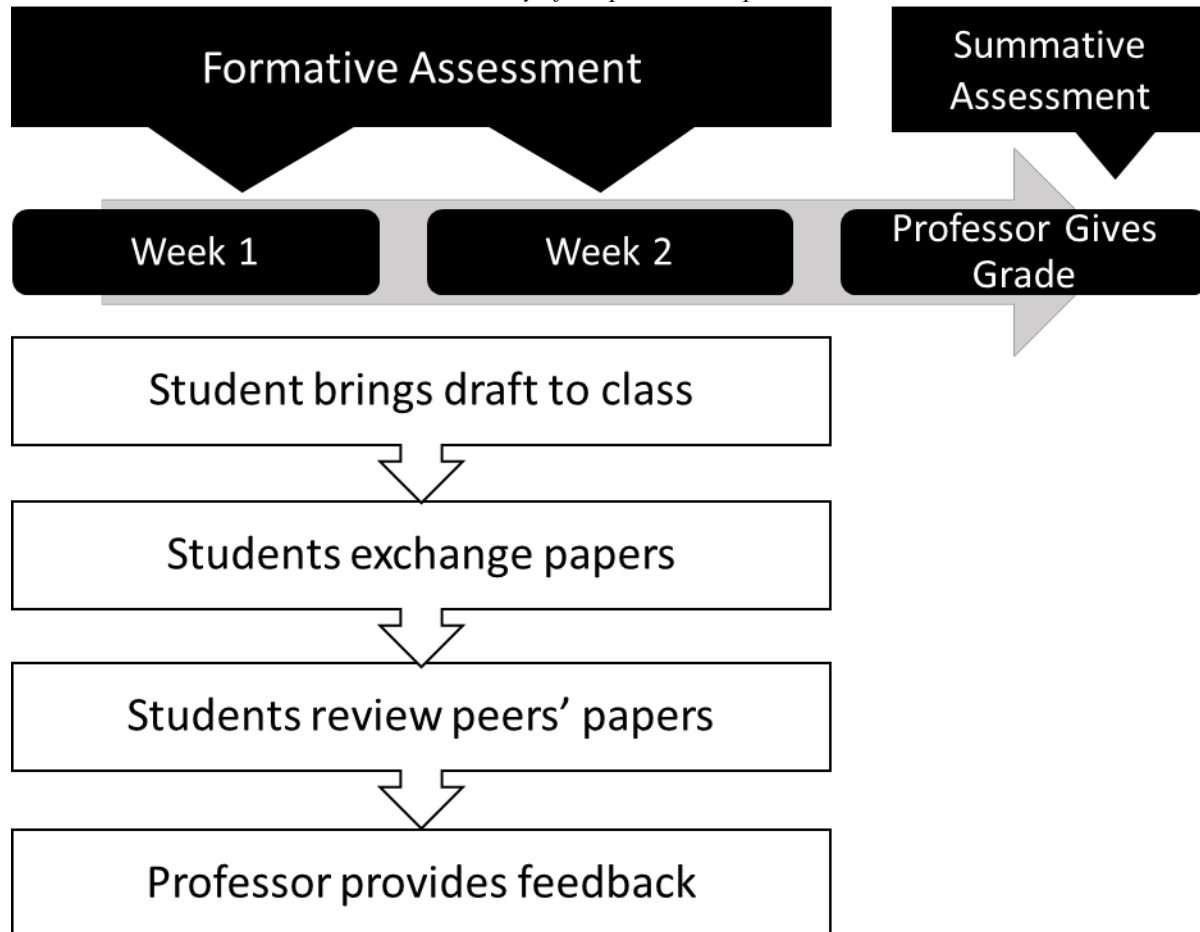 Formative Assessment
Summative
Assessment
Week 1
Week 2
Professor Gives
Grade
Student brings draft to class
Students exchange papers
Students review peers’ papers
Professor provides feedback